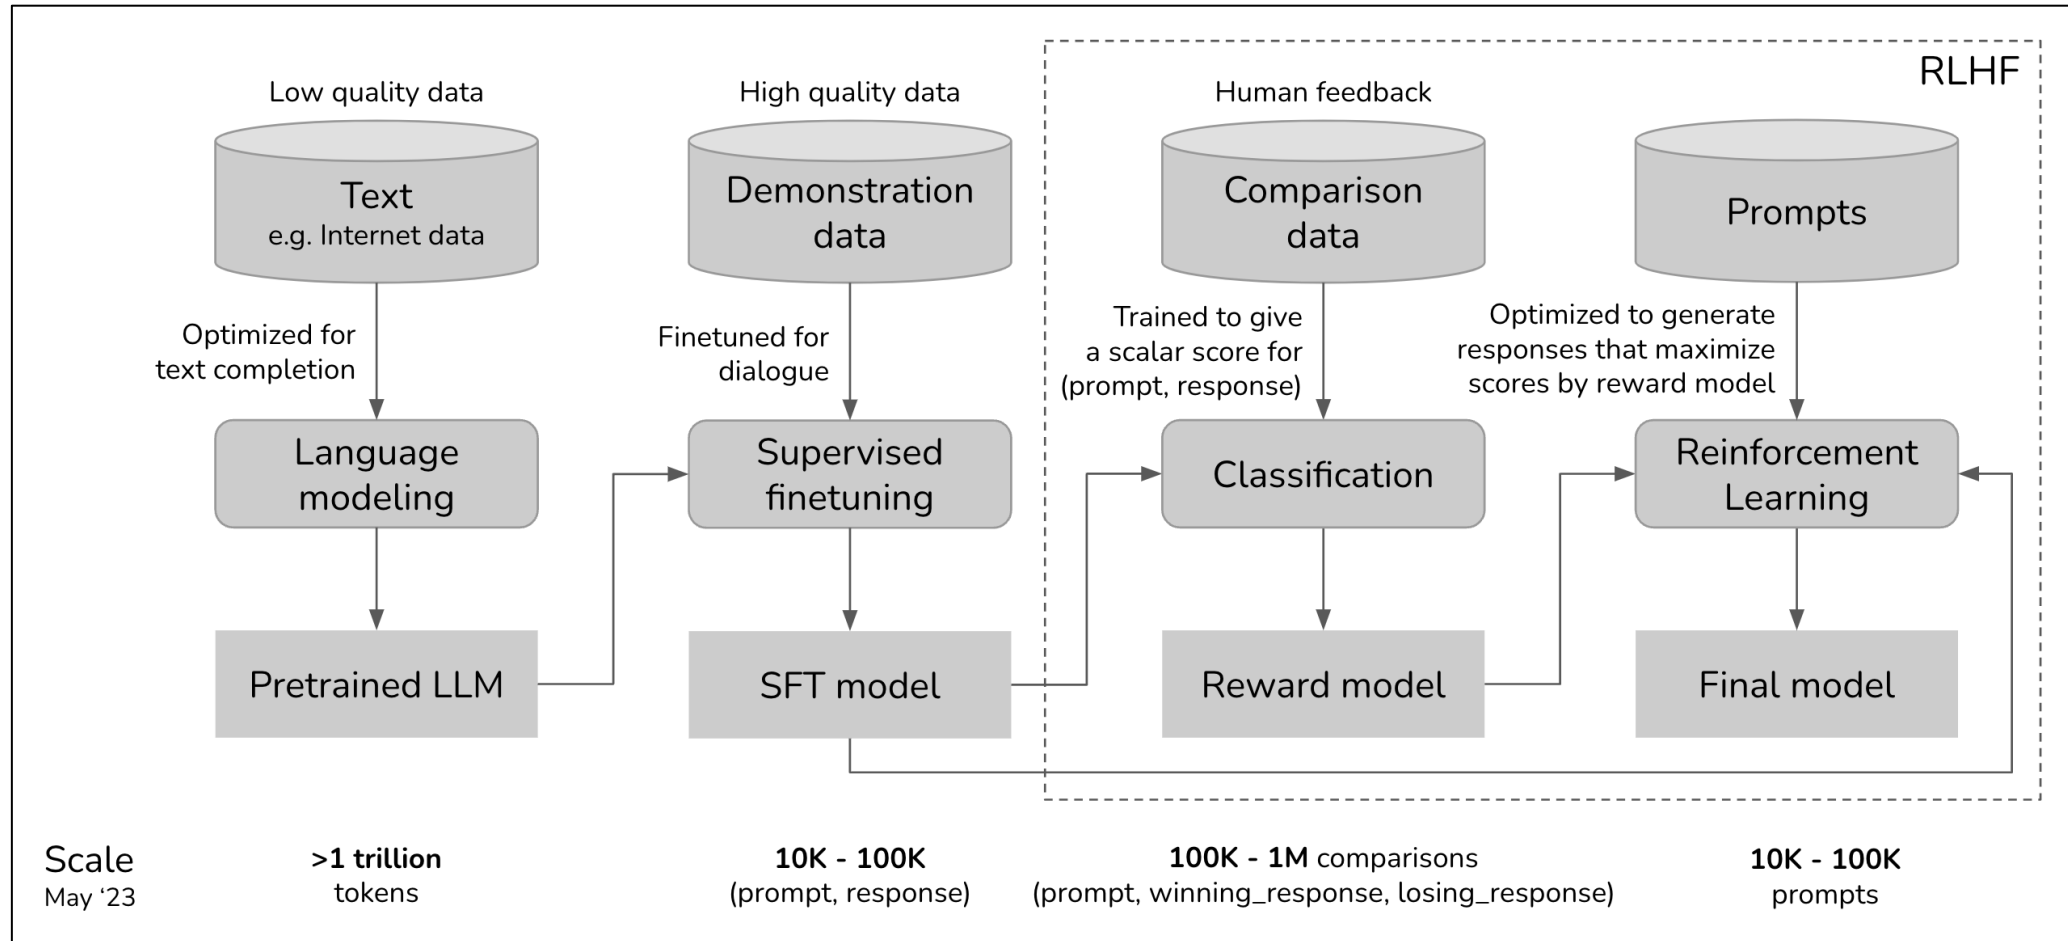 RLHF
Low quality data
High quality data
Human feedback
Text
e.g. Internet data
Demonstration
data
Comparison
data
Prompts
Optimized for
text completion
Finetuned for
dialogue
Trained to give
a scalar score for
(prompt, response)
Optimized to generate
responses that maximize
scores by reward model
Language
modeling
Supervised
finetuning
Classification
Reinforcement
Learning
Pretrained LLM
SFT model
Reward model
Final model
Scale
May ‘23
>1 trillion
tokens
10K - 100K
(prompt, response)
100K - 1M comparisons
(prompt, winning_response, losing_response)
10K - 100K
prompts